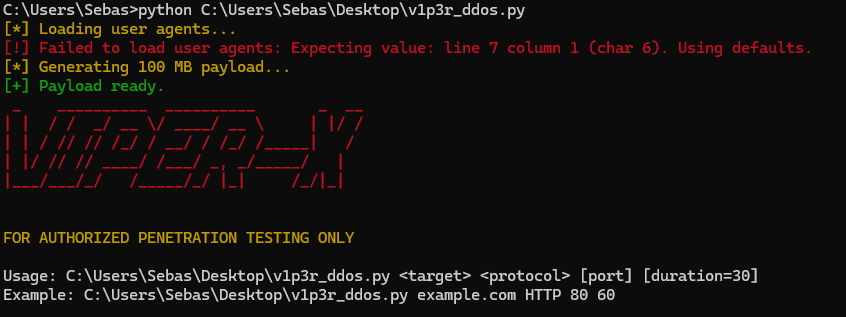 C:\Users\Sebas>python C:\Users\Sebas\Desktop\v1p3r_ddos.py
[*] Loading user agents...
[!] Failed to load user agents: Expecting value: line 7 column 1 (char 6). Using defaults.
[*] Generating 100 MB payload...
[+] Payload ready.
VIPER-X
FOR AUTHORIZED PENETRATION TESTING ONLY
Usage: C:\Users\Sebas\Desktop\v1p3r_ddos.py <target> <protocol> [port] [duration=30]
Example: C:\Users\Sebas\Desktop\v1p3r_ddos.py example.com HTTP 80 60